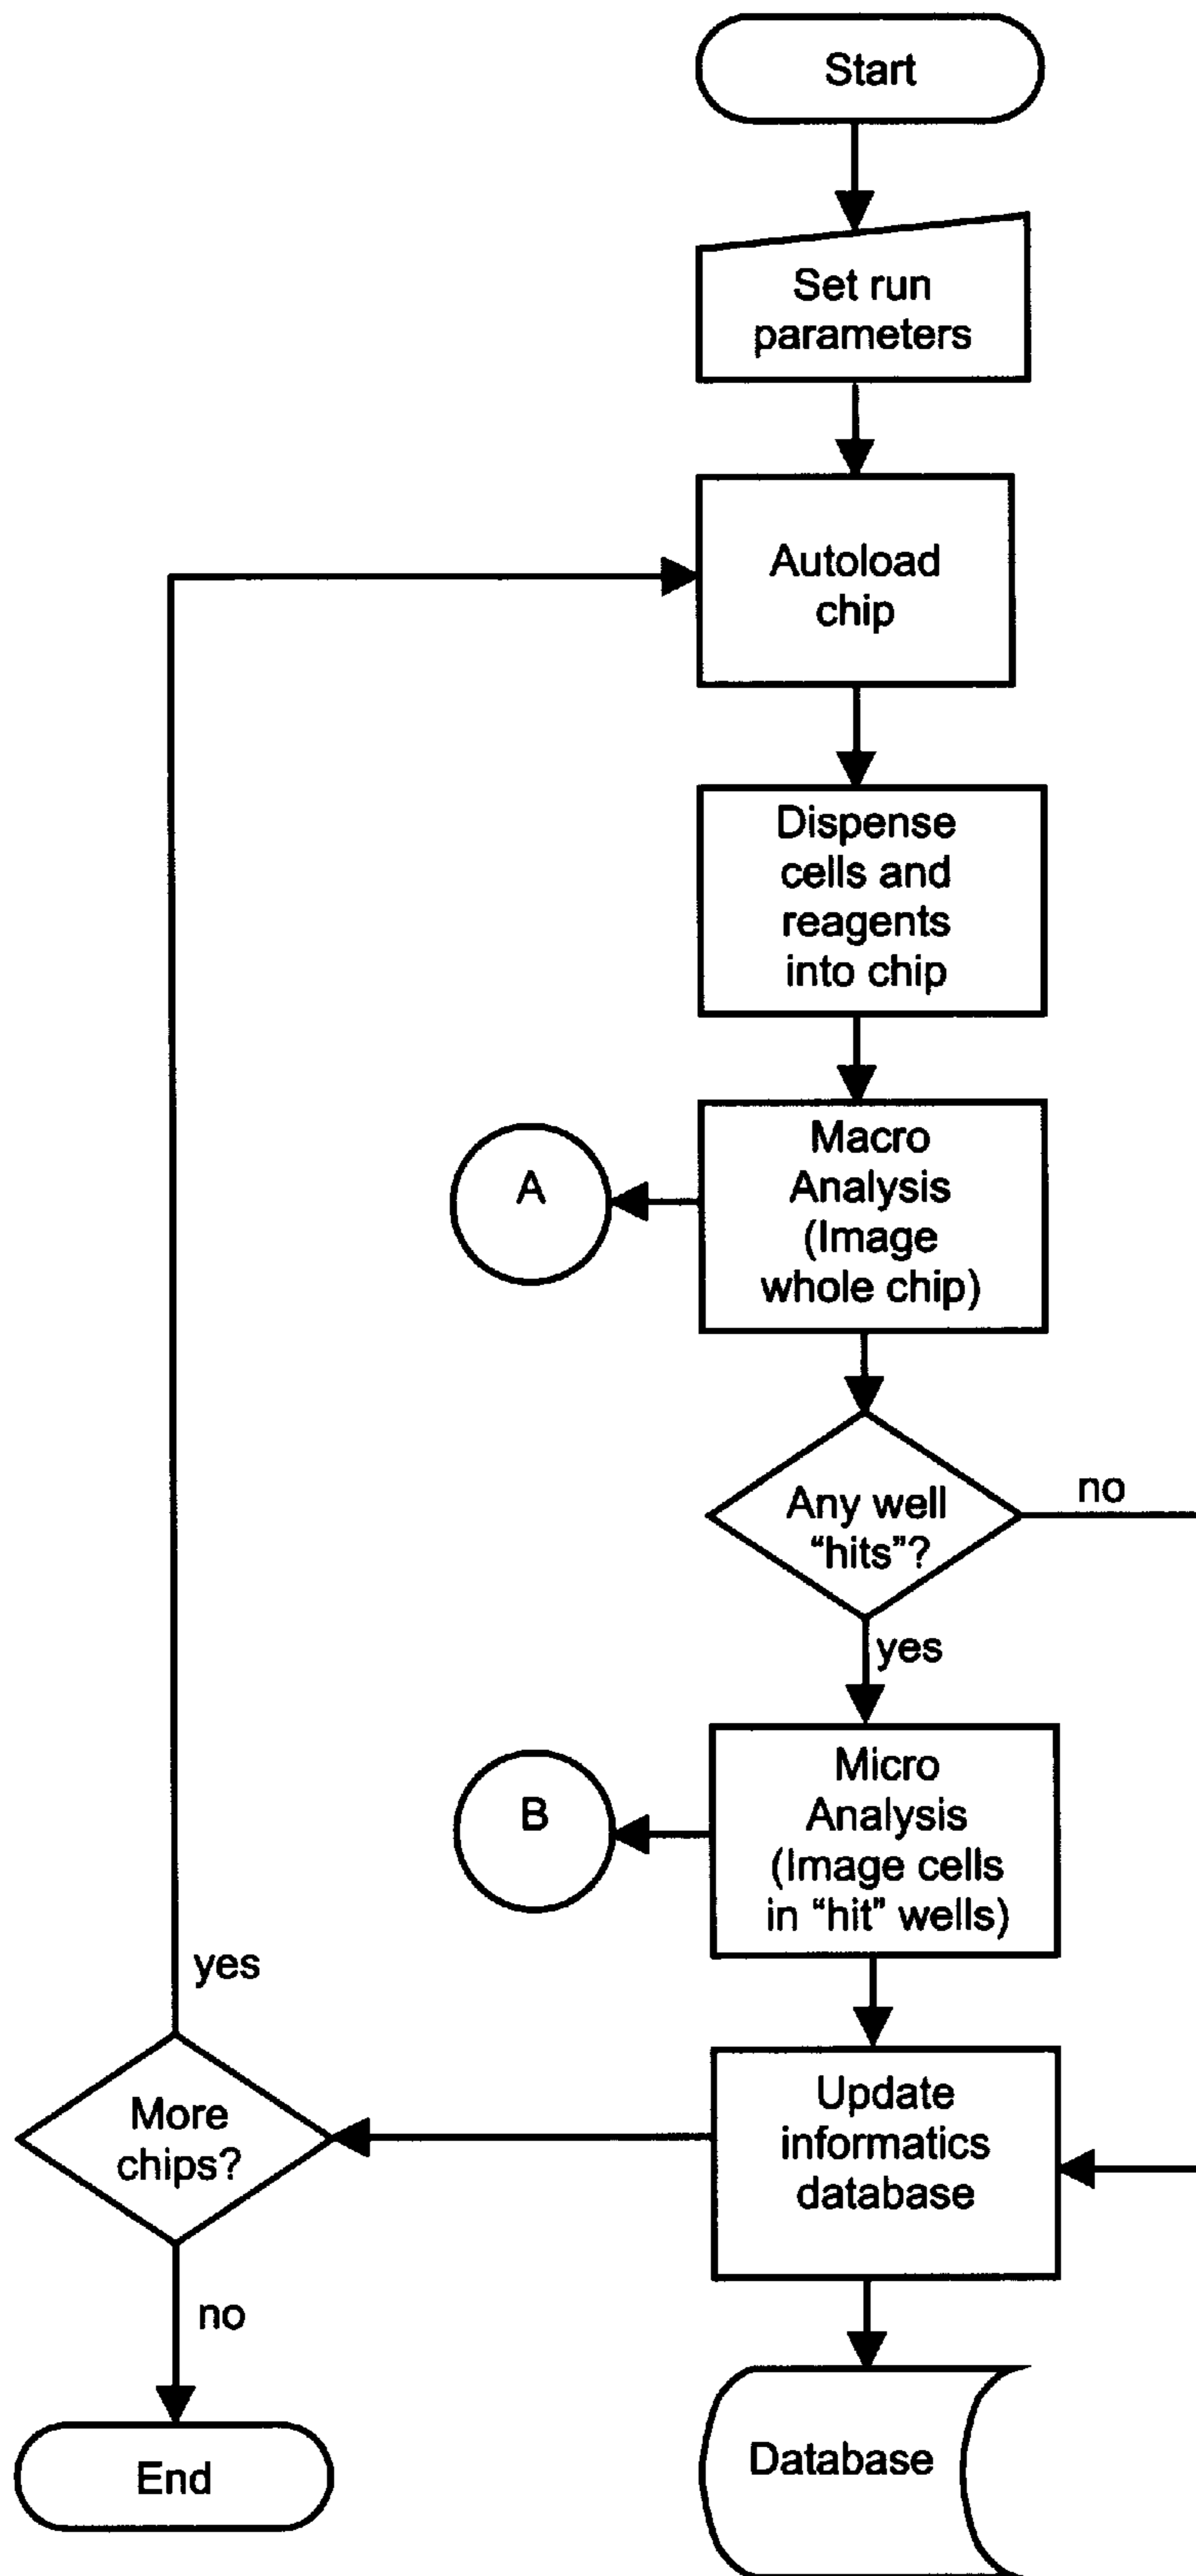 Start
Set run
parameters
Autoload
chip
Dispense
cells and
reagents
into chip
Macro
Analysis
(Image
whole chip)
A
Any well
“hits”?
no
yes
Micro
Analysis
(Image cells
in “hit” wells)
B
yes
Update
informatics
database
More
chips?
no
End
Database